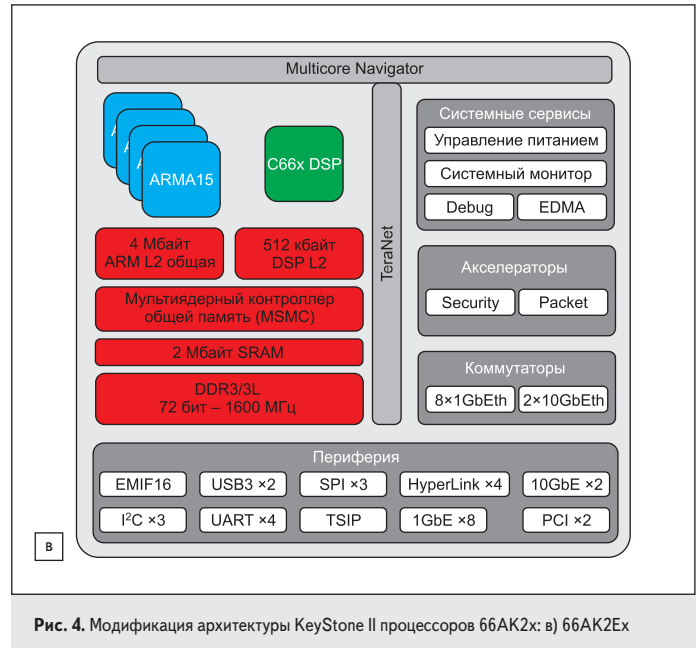 Multicore Navigator
A
A
A
ARMA15
C66x DSP
4 Мбайт
ARM L2 общая
512 кбайт
DSP L2
Мультиядерный контроллер
общей память (MSMC)
2 Мбайт SRAM
DDR3/3L
72 бит – 1600 МГц
TeraNet
Системные сервисы
Управление питанием
Системный монитор
Debug
EDMA
Акселераторы
Security
Packet
Коммутаторы
8×1GbEth
2×10GbEth
Периферия
EMIF16
USB3 ×2
SPI ×3
HyperLink ×4
10GbE ×2
I²C ×3
UART ×4
TSIP
1GbE ×8
PCI ×2
в
Рис. 4. Модификация архитектуры KeyStone II процессоров 66AK2x: в) 66AK2Ex